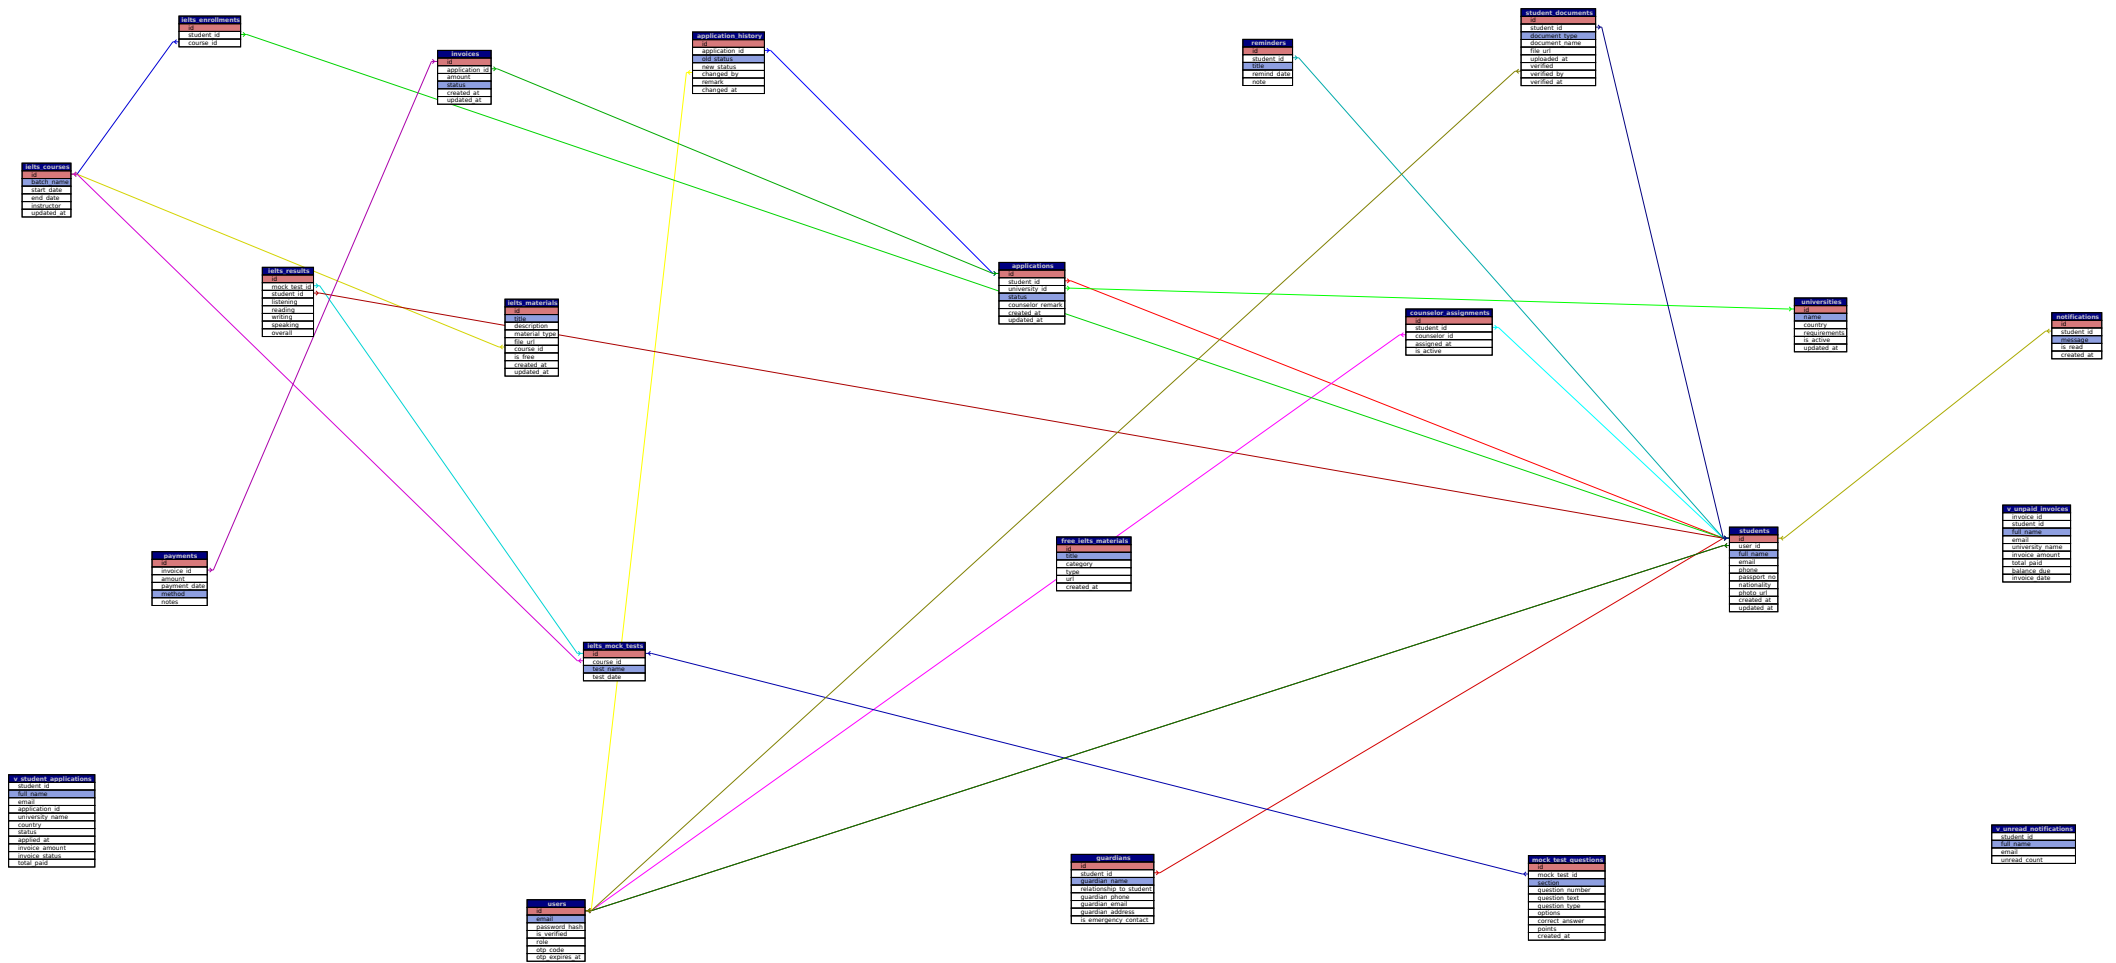 ielts_enrollments
id
student_id
course_id
invoices
id
application_id
amount
status
created_at
updated_at
application_history
id
application_id
old_status
new_status
changed_by
remark
changed_at
reminders
id
student_id
title
remind_date
note
student_documents
id
student_id
document_type
document_name
file_url
uploaded_at
verified
verified_by
verified_at
ielts_courses
id
batch_name
start_date
end_date
instructor
updated_at
ielts_results
id
mock_test_id
student_id
listening
reading
writing
speaking
overall
ielts_materials
id
title
description
material_type
file_url
course_id
is_free
created_at
updated_at
applications
id
student_id
university_id
status
counselor_remark
created_at
updated_at
counselor_assignments
id
student_id
counselor_id
assigned_at
is_active
universities
id
name
country
requirements
is_active
updated_at
notifications
id
student_id
message
is_read
created_at
payments
id
invoice_id
amount
payment_date
method
notes
free_ielts_materials
id
title
category
type
url
created_at
students
id
user_id
full_name
email
phone
passport_no
nationality
photo_url
created_at
updated_at
v_unpaid_invoices
invoice_id
student_id
full_name
email
university_name
invoice_amount
total_paid
balance_due
invoice_date
ielts_mock_tests
id
course_id
test_name
test_date
v_student_applications
student_id
full_name
email
application_id
university_name
country
status
applied_at
invoice_amount
invoice_status
total_paid
users
id
email
password_hash
is_verified
role
otp_code
otp_expires_at
guardians
id
student_id
guardian_name
relationship_to_student
guardian_phone
guardian_email
guardian_address
is_emergency_contact
mock_test_questions
id
mock_test_id
section
question_number
question_text
question_type
options
correct_answer
points
created_at
v_unread_notifications
student_id
full_name
email
unread_count